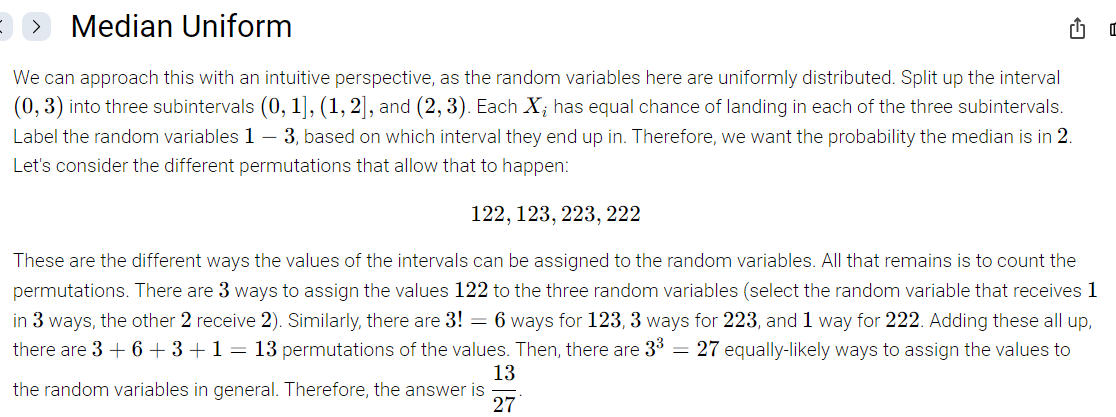 Median Uniform
We can approach this with an intuitive perspective, as the random variables here are uniformly distributed. Split up the interval
(0, 3) into three subintervals (0, 1], (1, 2], and (2, 3). Each Xᵢ has equal chance of landing in each of the three subintervals.
Label the random variables 1 – 3, based on which interval they end up in. Therefore, we want the probability the median is in 2.
Let's consider the different permutations that allow that to happen:
122, 123, 223, 222
These are the different ways the values of the intervals can be assigned to the random variables. All that remains is to count the
permutations. There are 3 ways to assign the values 122 to the three random variables (select the random variable that receives 1
in 3 ways, the other 2 receive 2). Similarly, there are 3! = 6 ways for 123, 3 ways for 223, and 1 way for 222. Adding these all up,
there are 3 + 6 + 3 + 1 = 13 permutations of the values. Then, there are 3³ = 27 equally-likely ways to assign the values to
the random variables in general. Therefore, the answer is 13/27.